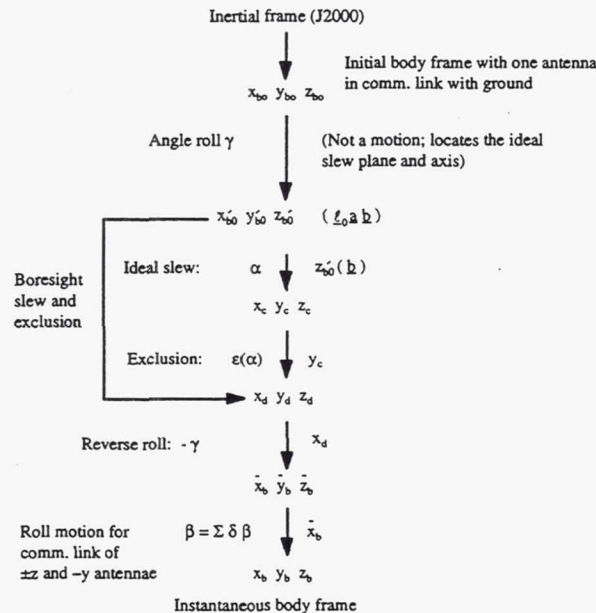 Inertial frame (J2000)
Initial body frame with one antenna
in comm. link with ground
x_bo y_bo z_bo
Angle roll γ
(Not a motion; locates the ideal
slew plane and axis)
x′_bo y′_bo z′_bo (ℓ_0 a b)
Boresight
slew and
exclusion
Ideal slew: α z′_bo (b)
x_c y_c z_c
Exclusion: ε(α) y_c
x_d y_d z_d
Reverse roll: - γ x_d
x̄_b ȳ_b z̄_b
Roll motion for
comm. link of
±z and –y antennae
β = Σ δ β x̄_b
x_b y_b z_b
Instantaneous body frame